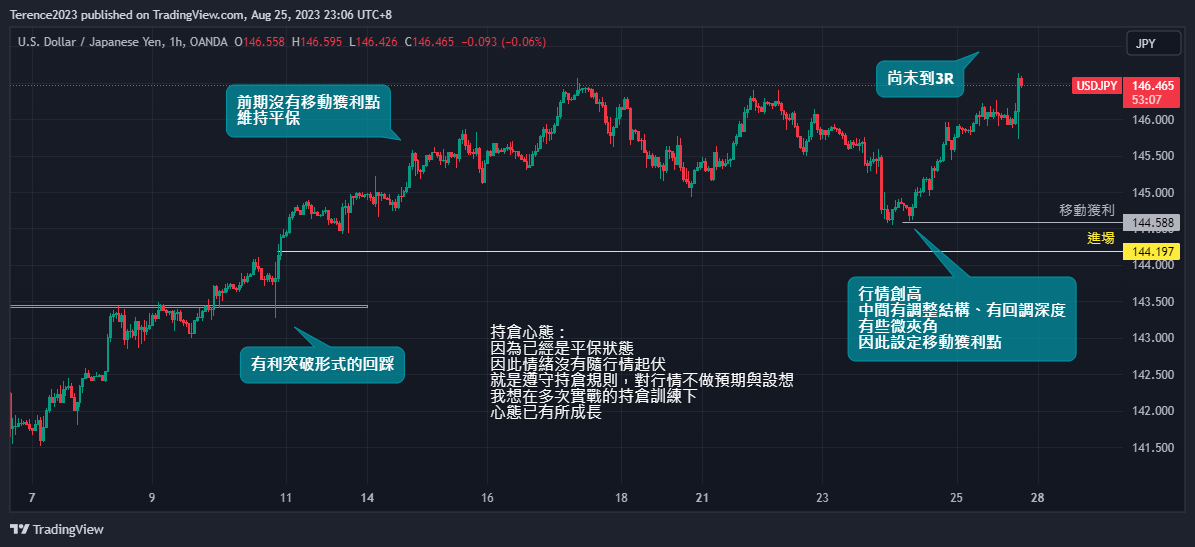 Terence2023 published on TradingView.com, Aug 25, 2023 23:06 UTC+8
U.S. Dollar / Japanese Yen, 1h, OANDA O146.558 H146.595 L146.426 C146.465 −0.093 (−0.06%)
JPY
尚未到3R
USDJPY 146.465
53:07
前期沒有移動獲利點
維持平保
146.000
145.500
145.000
移動獲利
144.588
進場
144.197
144.000
行情創高
中間有調整結構、有回調深度
有些微夾角
因此設定移動獲利點
143.500
143.000
142.500
142.000
141.500
有利突破形式的回踩
持倉心態：
因為已經是平保狀態
因此情緒沒有隨行情起伏
就是遵守持倉規則，對行情不做預期與設想
我想在多次實戰的持倉訓練下
心態已有所成長
7 9 11 14 16 18 21 23 25 28
TradingView